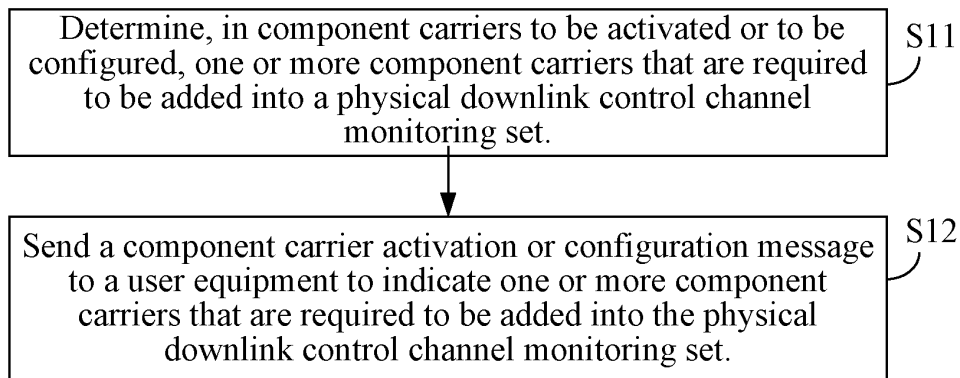 Determine, in component carriers to be activated or to be
configured, one or more component carriers that are required
to be added into a physical downlink control channel
monitoring set.
S11
Send a component carrier activation or configuration message
to a user equipment to indicate one or more component
carriers that are required to be added into the physical
downlink control channel monitoring set.
S12